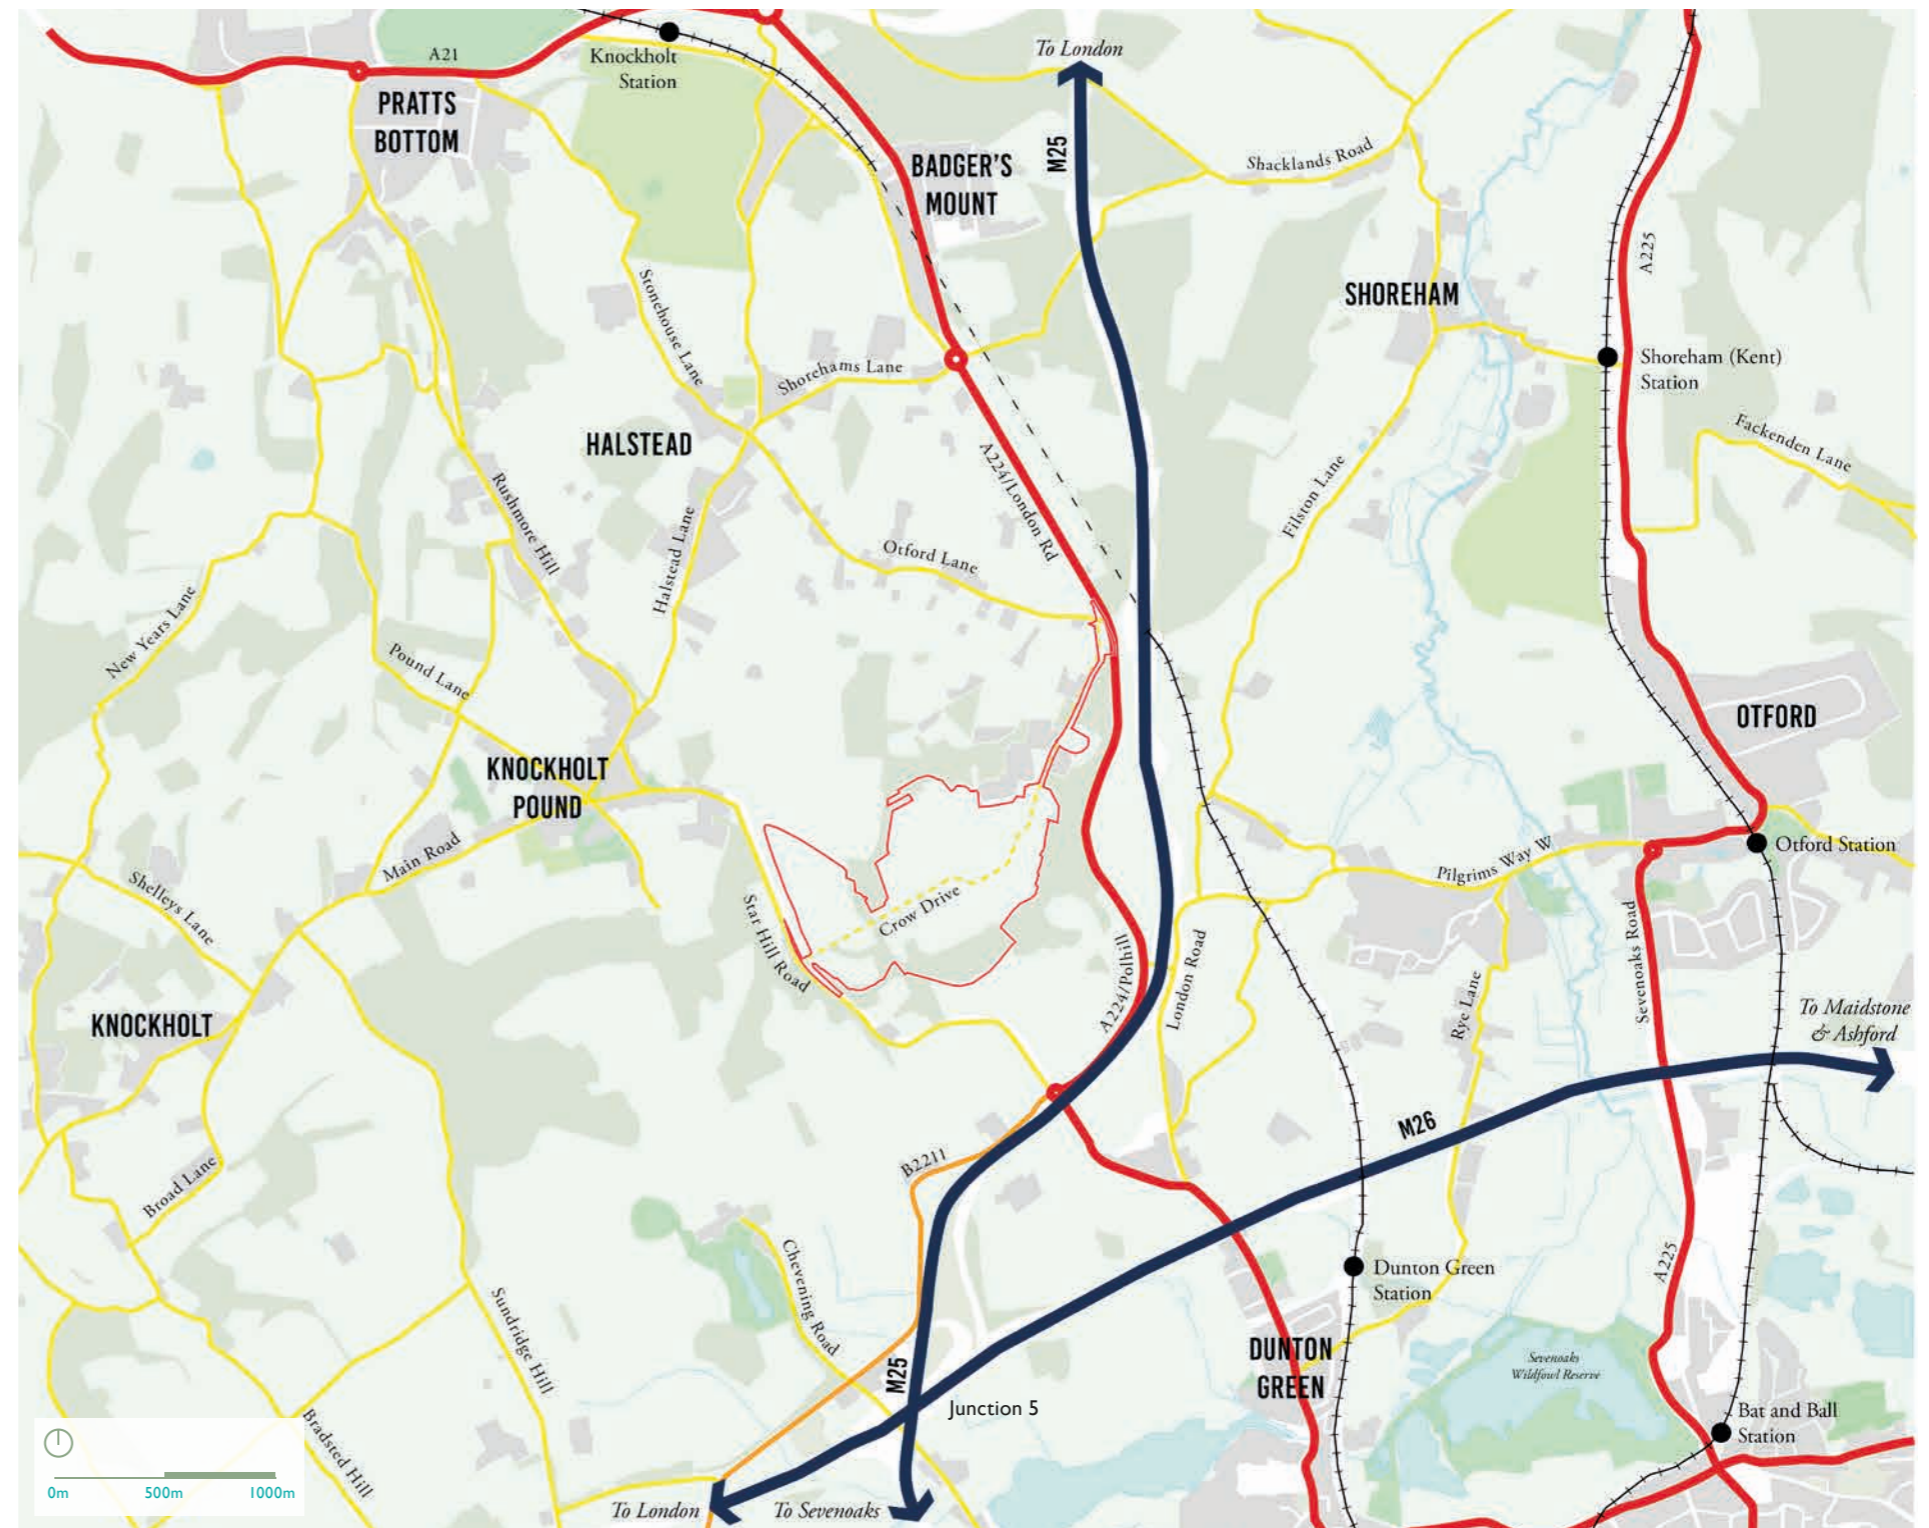 To London
Knockholt
Station
A21
PRATTS
BOTTOM
M25
BADGER'S
MOUNT
Shacklands Road
A225
Stonehouse Lane
SHOREHAM
Shorehams Lane
Shoreham (Kent)
Station
HALSTEAD
Fackenden Lane
A224/London Rd
Rushmore Hill
Filston Lane
Halstead Lane
Otford Lane
New Years Lane
Pound Lane
OTFORD
KNOCKHOLT
POUND
Main Road
Pilgrims Way W
Otford Station
Shelleys Lane
Crow Drive
Star Hill Road
A224/Polhill
London Road
Rye Lane
Sevenoaks Road
KNOCKHOLT
To Maidstone
& Ashford
M26
B2211
Broad Lane
Chevening Road
Dunton Green
Station
A225
Sundridge Hill
DUNTON
GREEN
Sevenoaks
Wildfowl Reserve
M25
Junction 5
Bradsted Hill
Bat and Ball
Station
0m 500m 1000m
To London
To Sevenoaks